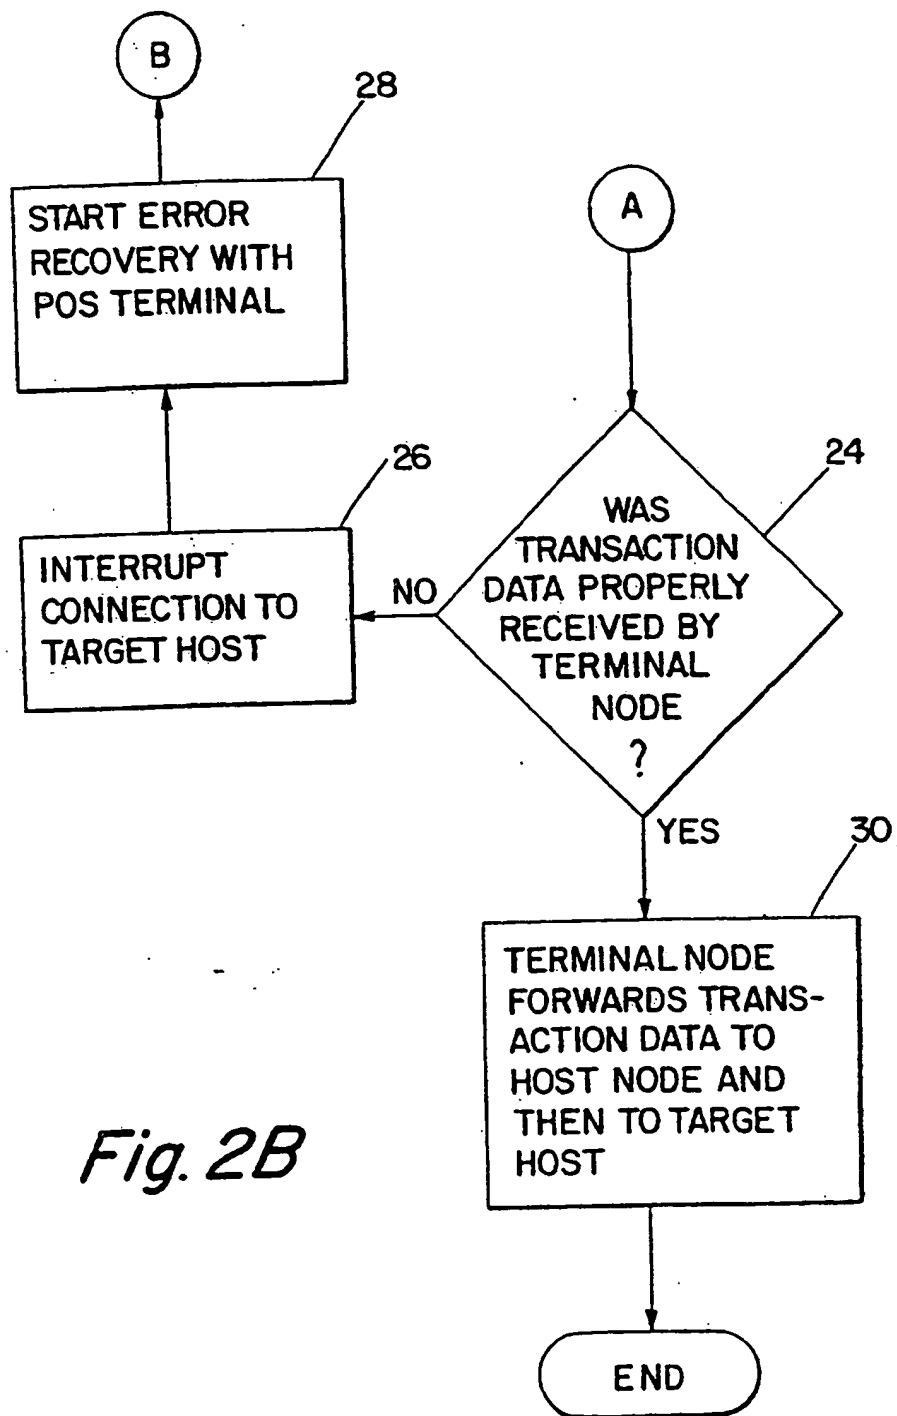 B
28
START ERROR
RECOVERY WITH
POS TERMINAL
A
26
INTERRUPT
CONNECTION TO
TARGET HOST
NO
24
WAS
TRANSACTION
DATA PROPERLY
RECEIVED BY
TERMINAL
NODE
?
YES
30
TERMINAL NODE
FORWARDS TRANS-
ACTION DATA TO
HOST NODE AND
THEN TO TARGET
HOST
Fig. 2B
END